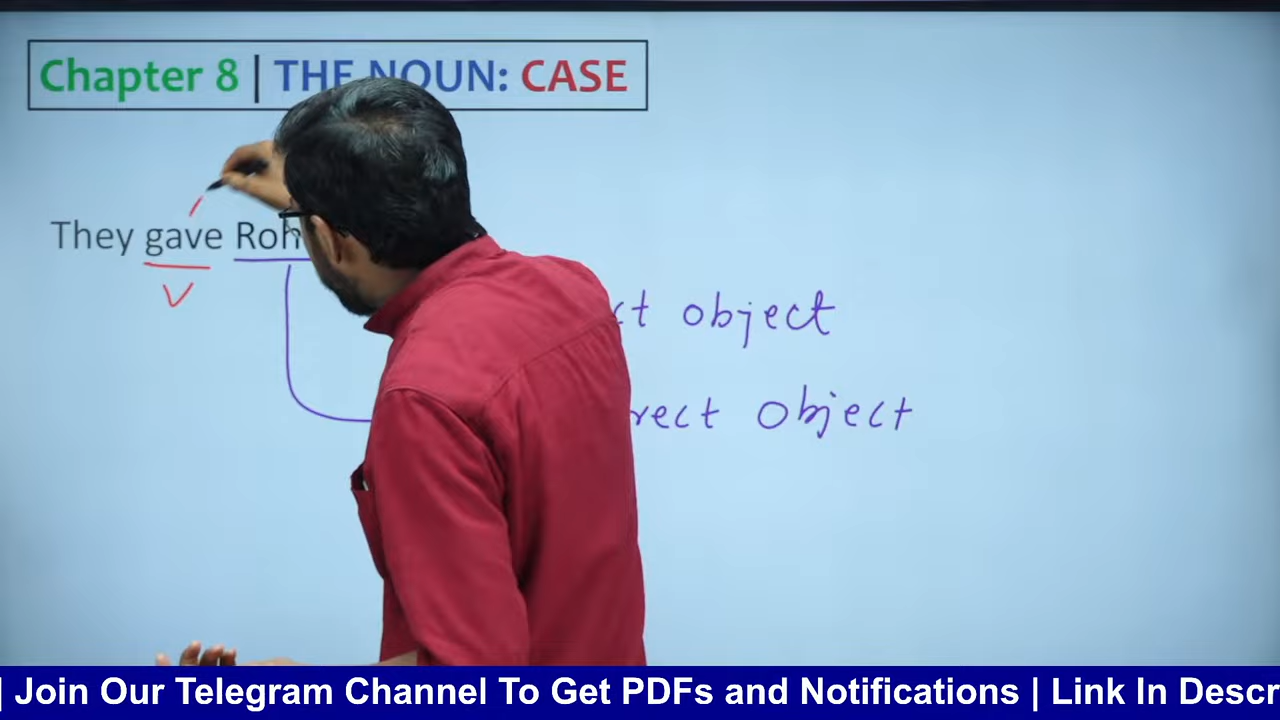 Chapter 8 | THE NOUN: CASE
They gave Roh
V
ct object
rect Object
| Join Our Telegram Channel To Get PDFs and Notifications | Link In Descr